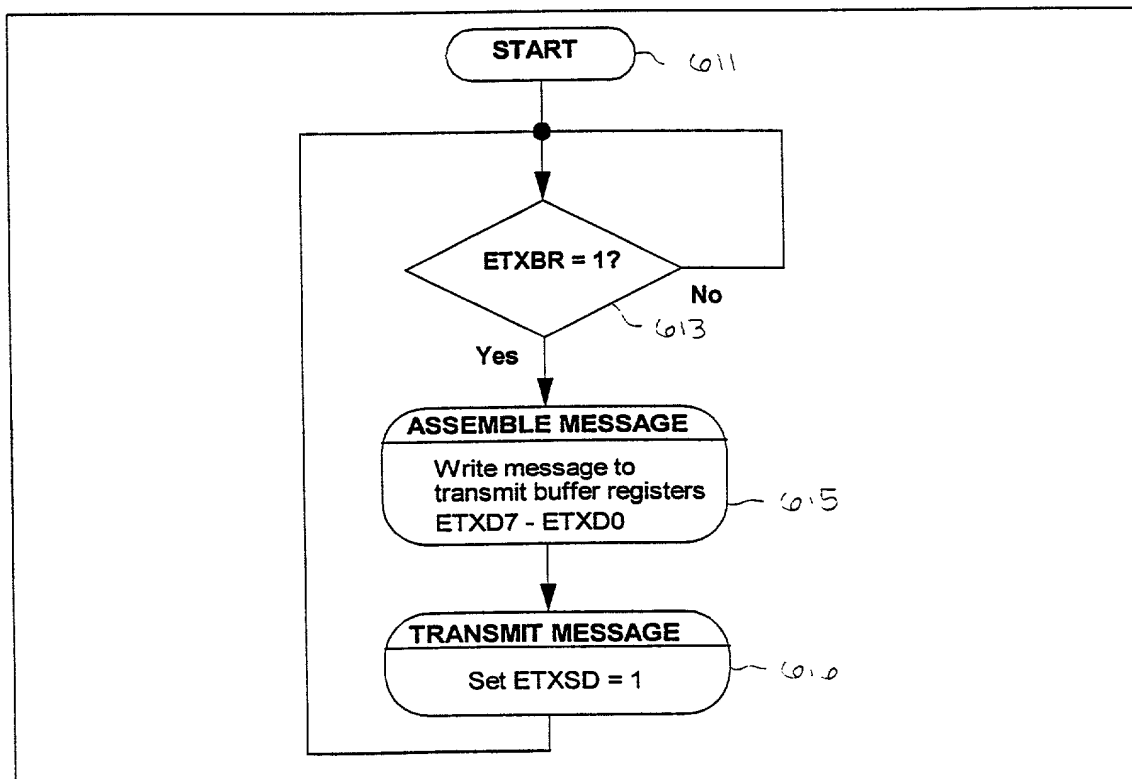 START
611
ETXBR = 1?
No
613
Yes
ASSEMBLE MESSAGE
Write message to
transmit buffer registers
ETXD7 - ETXD0
615
TRANSMIT MESSAGE
Set ETXSD = 1